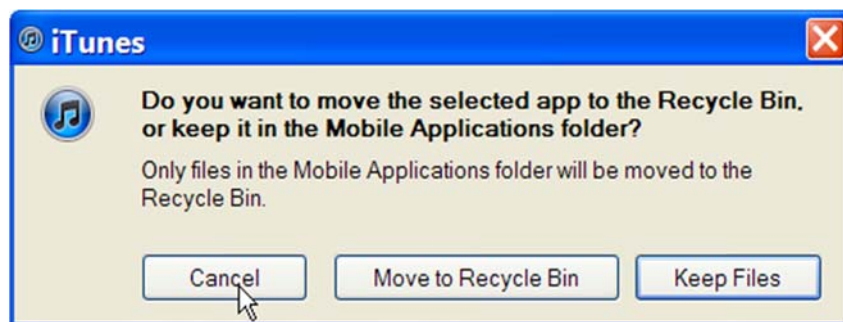 iTunes
Do you want to move the selected app to the Recycle Bin,
or keep it in the Mobile Applications folder?
Only files in the Mobile Applications folder will be moved to the
Recycle Bin.
Cancel Move to Recycle Bin Keep Files